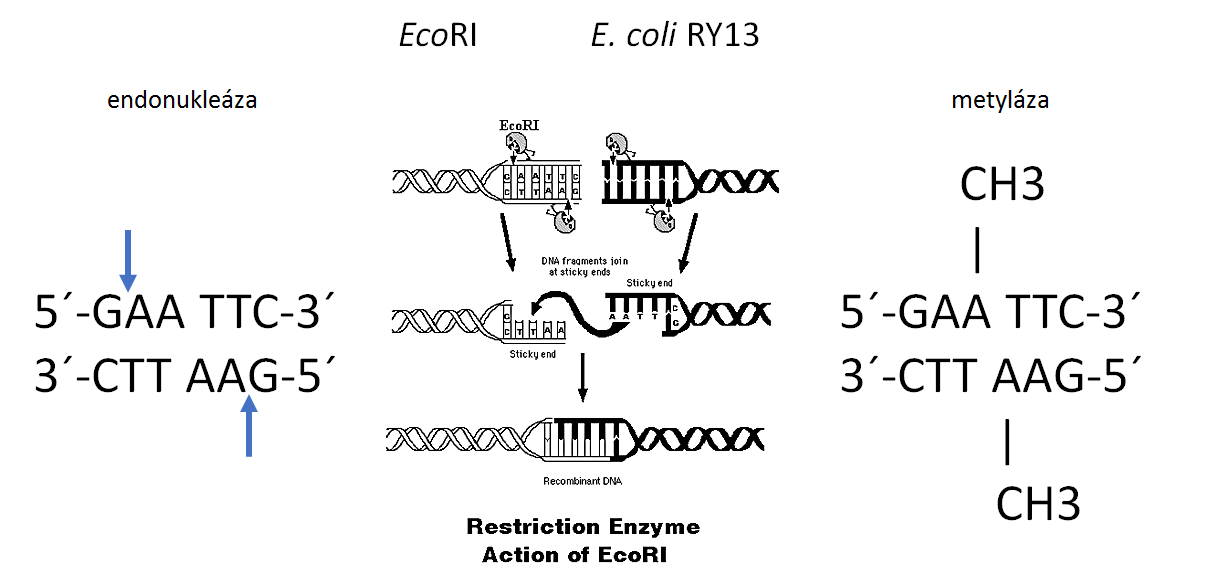 EcoRI E. coli RY13
endonukleáza
metyláza
EcoRI
CH3
|
G A A T T C
C T T A A G
DNA fragments join
at sticky ends
Sticky end
5´-GAA TTC-3´
3´-CTT AAG-5´
G
C T T A A
Sticky end
A A T T C
G
5´-GAA TTC-3´
3´-CTT AAG-5´
|
CH3
Recombinant DNA
Restriction Enzyme
Action of EcoRI